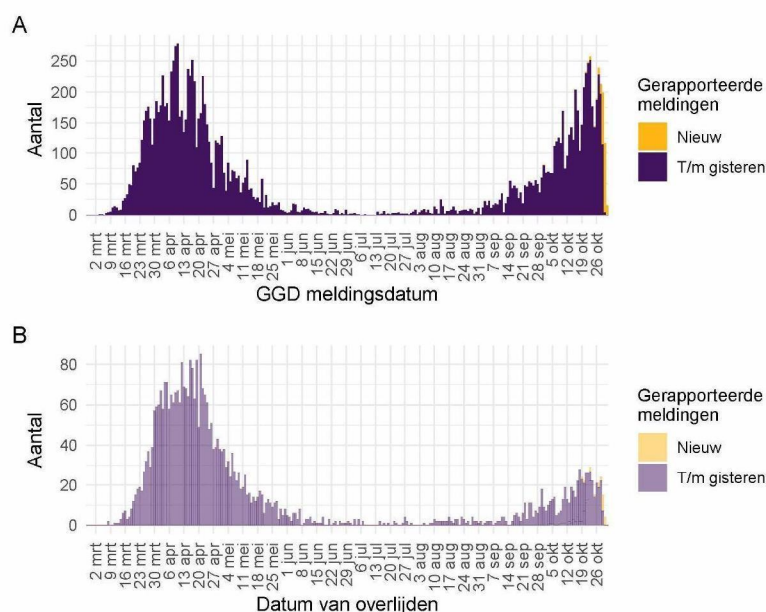 A
Aantal
250
200
150
100
50
0
2 mrt
9 mrt
16 mrt
23 mrt
30 mrt
6 apr
13 apr
20 apr
27 apr
4 mei
11 mei
18 mei
25 mei
1 jun
8 jun
15 jun
22 jun
29 jun
6 jul
13 jul
20 jul
27 jul
3 aug
10 aug
17 aug
24 aug
31 aug
7 sep
14 sep
21 sep
28 sep
5 okt
12 okt
19 okt
26 okt
GGD meldingsdatum
Gerapporteerde
meldingen
Nieuw
T/m gisteren
B
Aantal
80
60
40
20
0
2 mrt
9 mrt
16 mrt
23 mrt
30 mrt
6 apr
13 apr
20 apr
27 apr
4 mei
11 mei
18 mei
25 mei
1 jun
8 jun
15 jun
22 jun
29 jun
6 jul
13 jul
20 jul
27 jul
3 aug
10 aug
17 aug
24 aug
31 aug
7 sep
14 sep
21 sep
28 sep
5 okt
12 okt
19 okt
26 okt
Datum van overlijden
Gerapporteerde
meldingen
Nieuw
T/m gisteren